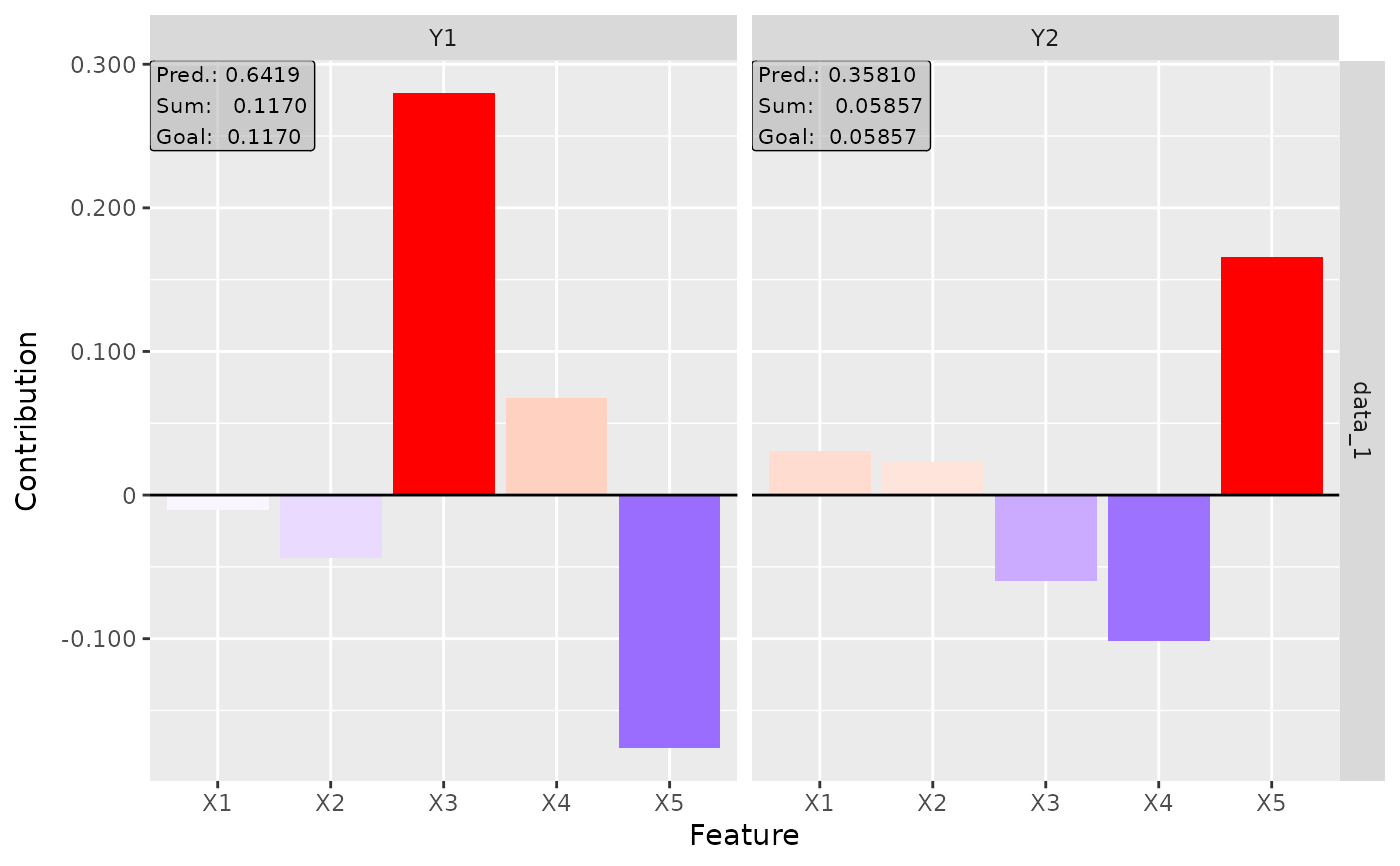 Y1
Y2
Pred.: 0.6419
Sum: 0.1170
Goal: 0.1170
Pred.: 0.35810
Sum: 0.05857
Goal: 0.05857
0.300
0.200
0.100
0
-0.100
Contribution
data_1
X1 X2 X3 X4 X5
X1 X2 X3 X4 X5
Feature